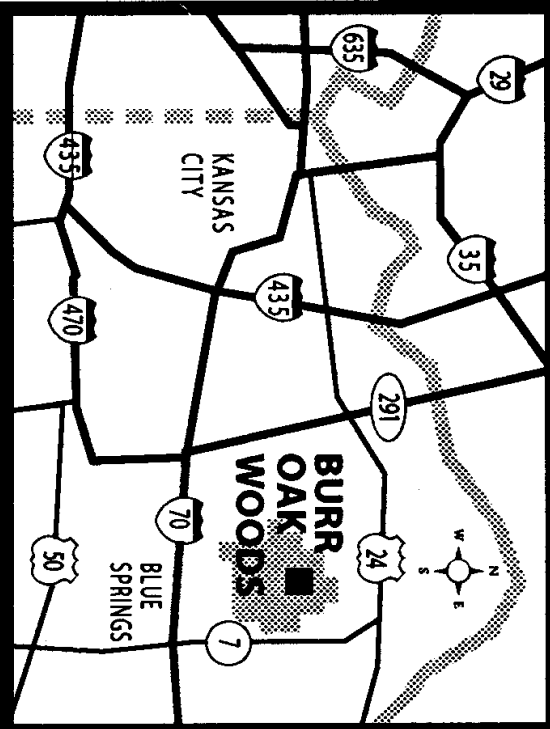 29
35
N
W
E
S
291
24
635
BURR
OAK
WOODS
435
7
KANSAS
CITY
70
BLUE
SPRINGS
435
470
50